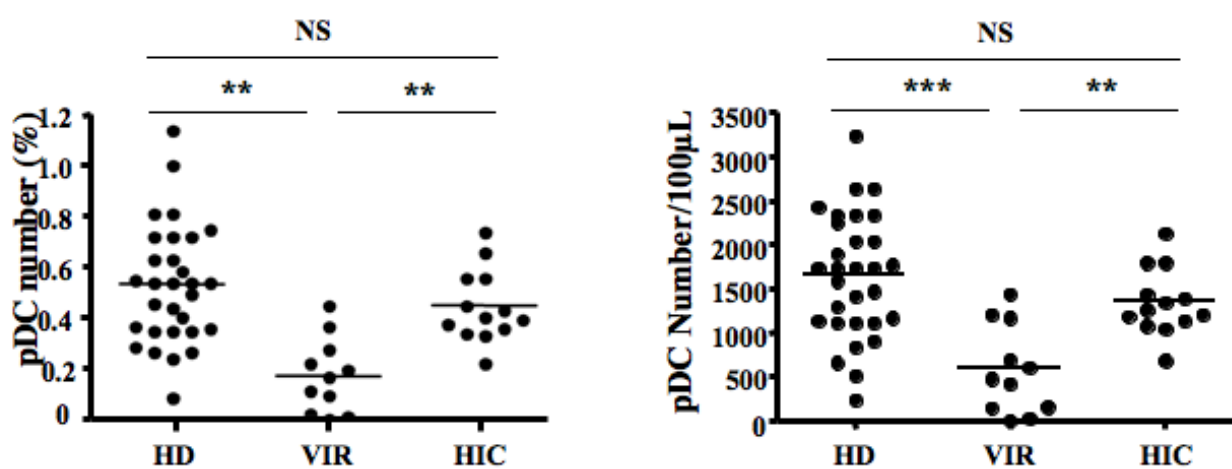 NS
**
**
pDC number (%)
1.2
1.0
0.8
0.6
0.4
0.2
0
HD
VIR
HIC
NS
***
**
pDC Number/100µL
3500
3000
2500
2000
1500
1000
500
0
HD
VIR
HIC